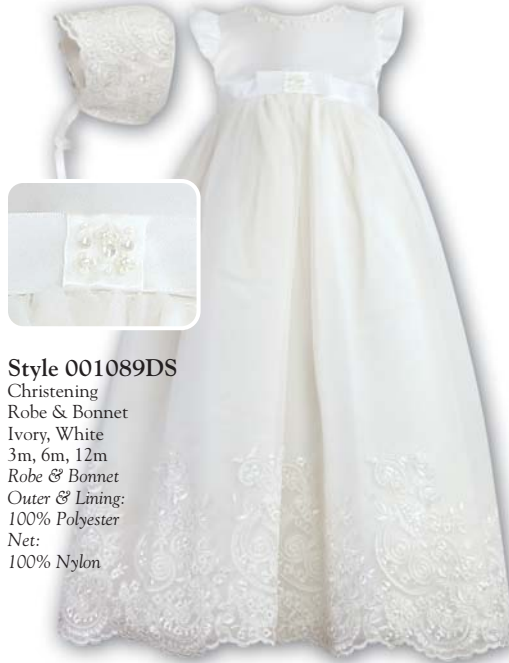 Style 001089DS
Christening
Robe & Bonnet
Ivory, White
3m, 6m, 12m
Robe & Bonnet
Outer & Lining:
100% Polyester
Net:
100% Nylon